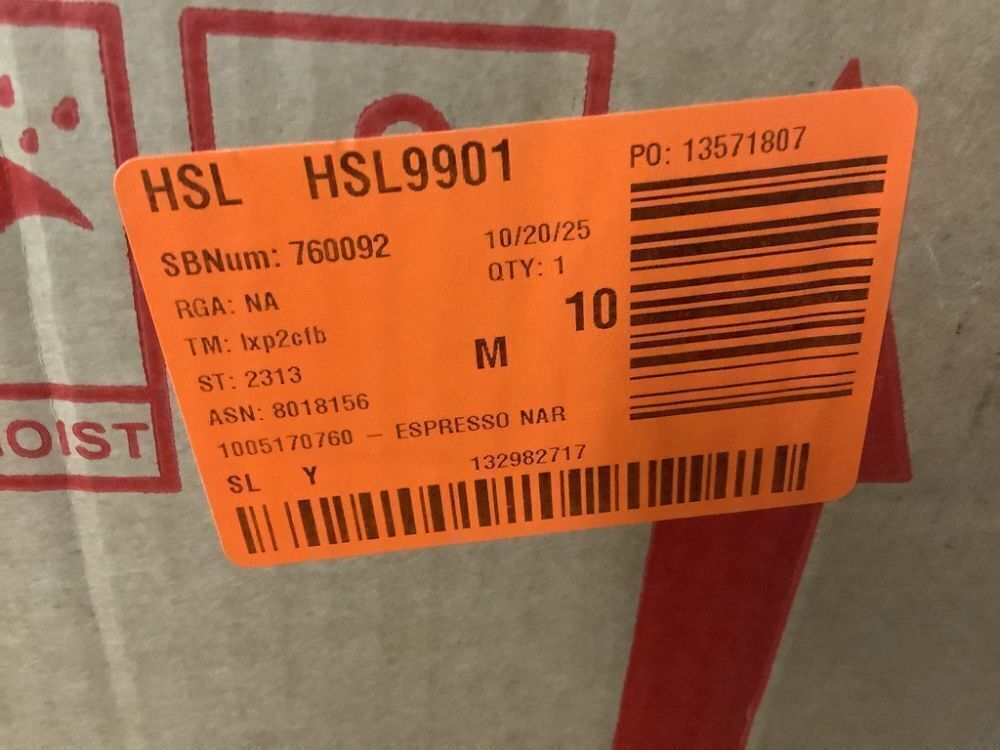 HSL HSL9901
PO: 13571807
SBNum: 760092
10/20/25
QTY: 1
RGA: NA
10
TM: lxp2cfb
M
ST: 2313
ASN: 8018156
1005170760 – ESPRESSO NAR
SL Y
132982717
OIST